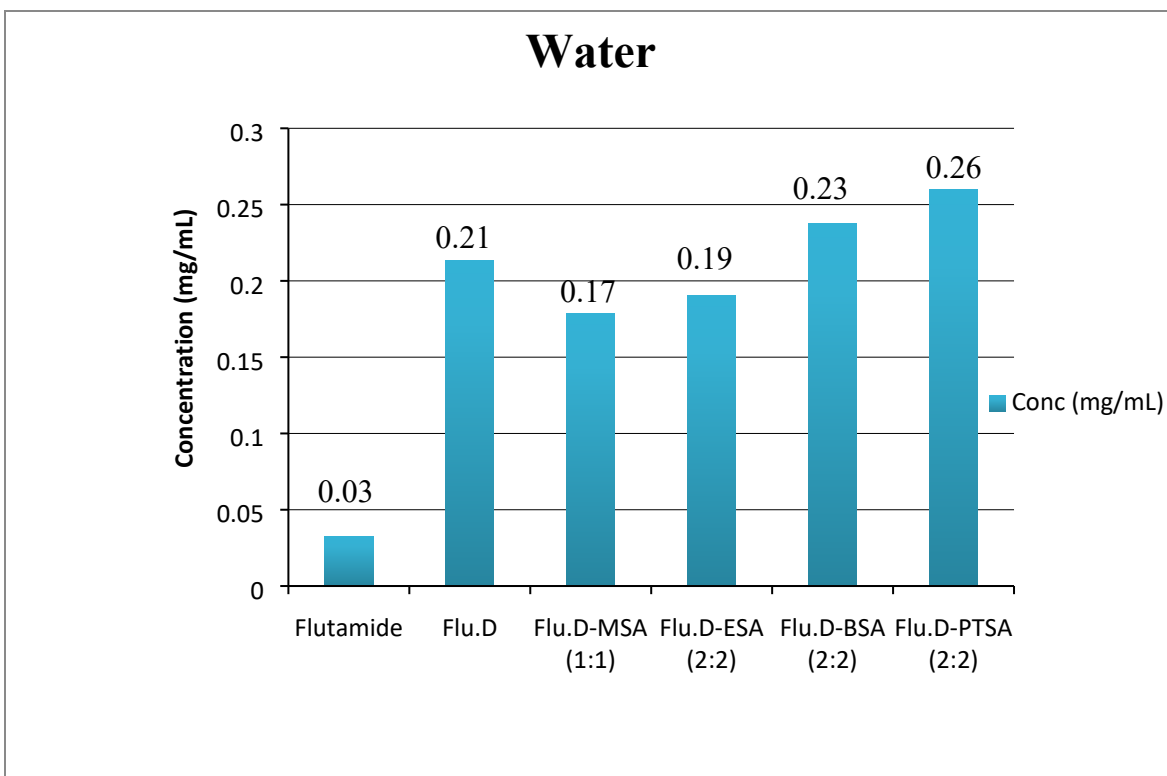 Water
0.3
0.25
0.2
0.15
0.1
0.05
0
Concentration (mg/mL)
0.03
0.21
0.17
0.19
0.23
0.26
Flutamide
Flu.D
Flu.D-MSA
(1:1)
Flu.D-ESA
(2:2)
Flu.D-BSA
(2:2)
Flu.D-PTSA
(2:2)
Conc (mg/mL)